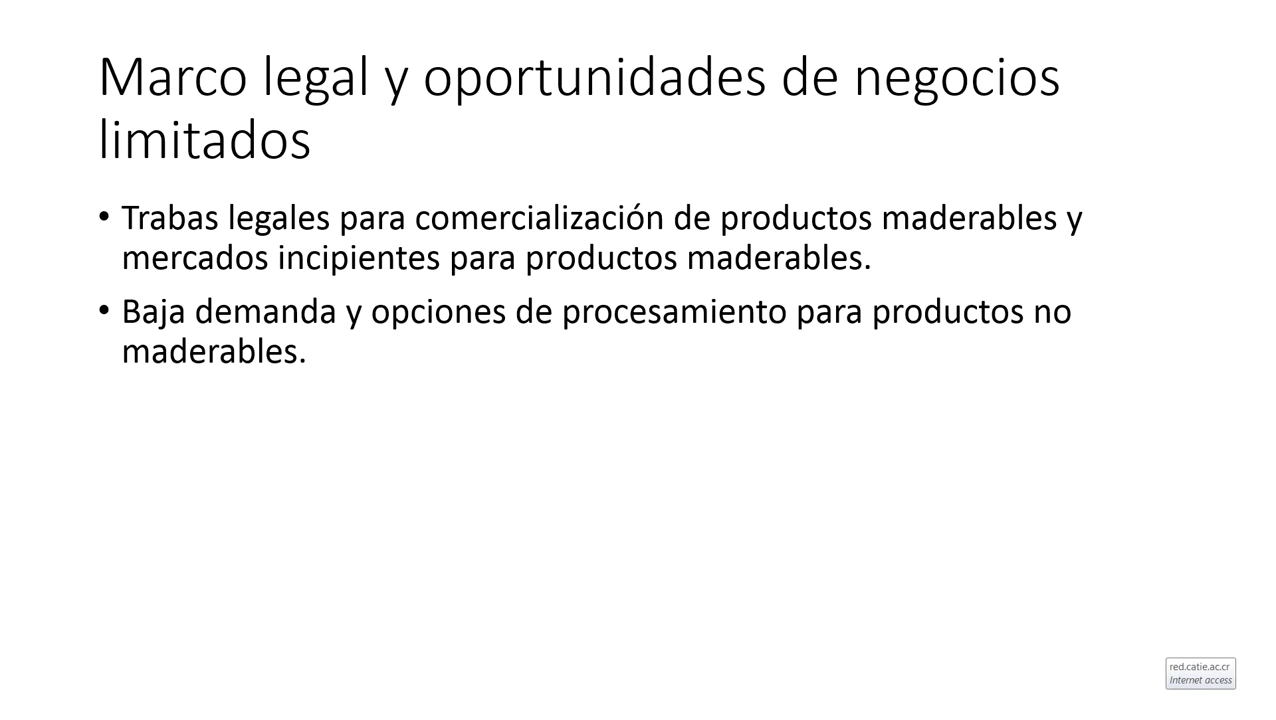 Marco legal y oportunidades de negocios
limitados
• Trabas legales para comercialización de productos maderables y
mercados incipientes para productos maderables.
• Baja demanda y opciones de procesamiento para productos no
maderables.
red.catie.ac.cr
Internet access